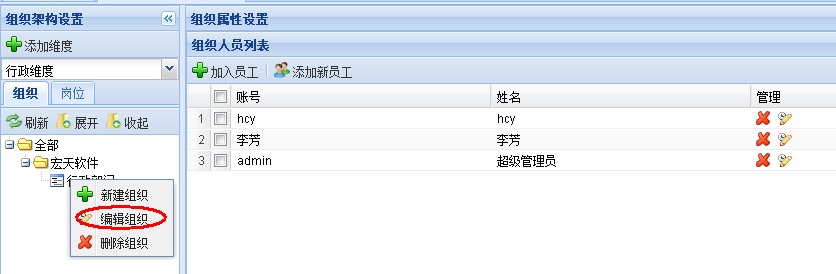 组织架构设置
添加维度
行政维度
组织 岗位
刷新 展开 收起
全部
宏天软件
行政部门
新建组织
编辑组织
删除组织
组织属性设置
组织人员列表
加入员工 添加新员工
账号 姓名 管理
1 hcy hcy
2 李芳 李芳
3 admin 超级管理员